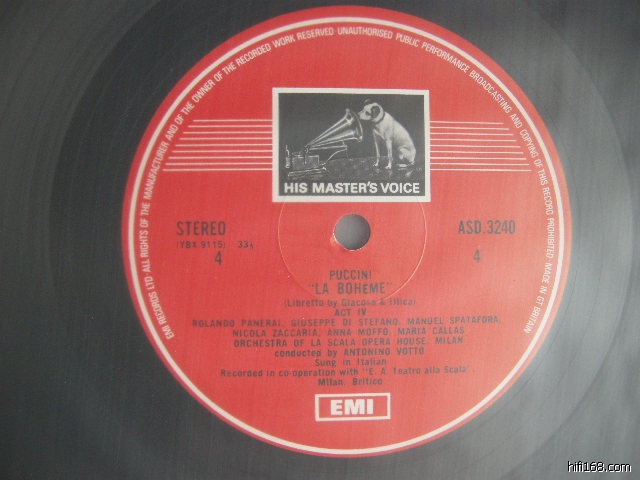 EMI RECORDS LTD ALL RIGHTS OF THE MANUFACTURER AND OF THE OWNER OF THE RECORDED WORK RESERVED UNAUTHORISED PUBLIC PERFORMANCE BROADCASTING AND COPYING OF THIS RECORD PROHIBITED · MADE IN GT BRITAIN
HIS MASTER'S VOICE
STEREO
(YBX 9115) 33⅓
4
ASD.3240
4
PUCCINI
"LA BOHEME"
(Libretto by Giacosa & Illica)
ACT IV
ROLANDO PANERAI, GIUSEPPE DI STEFANO, MANUEL SPATAFORA,
NICOLA ZACCARIA, ANNA MOFFO, MARIA CALLAS
ORCHESTRA OF LA SCALA OPERA HOUSE, MILAN
conducted by ANTONINO VOTTO
Sung in Italian
Recorded in co-operation with "E. A. Teatro alla Scala",
Milan. Britico
EMI
hifi168.com